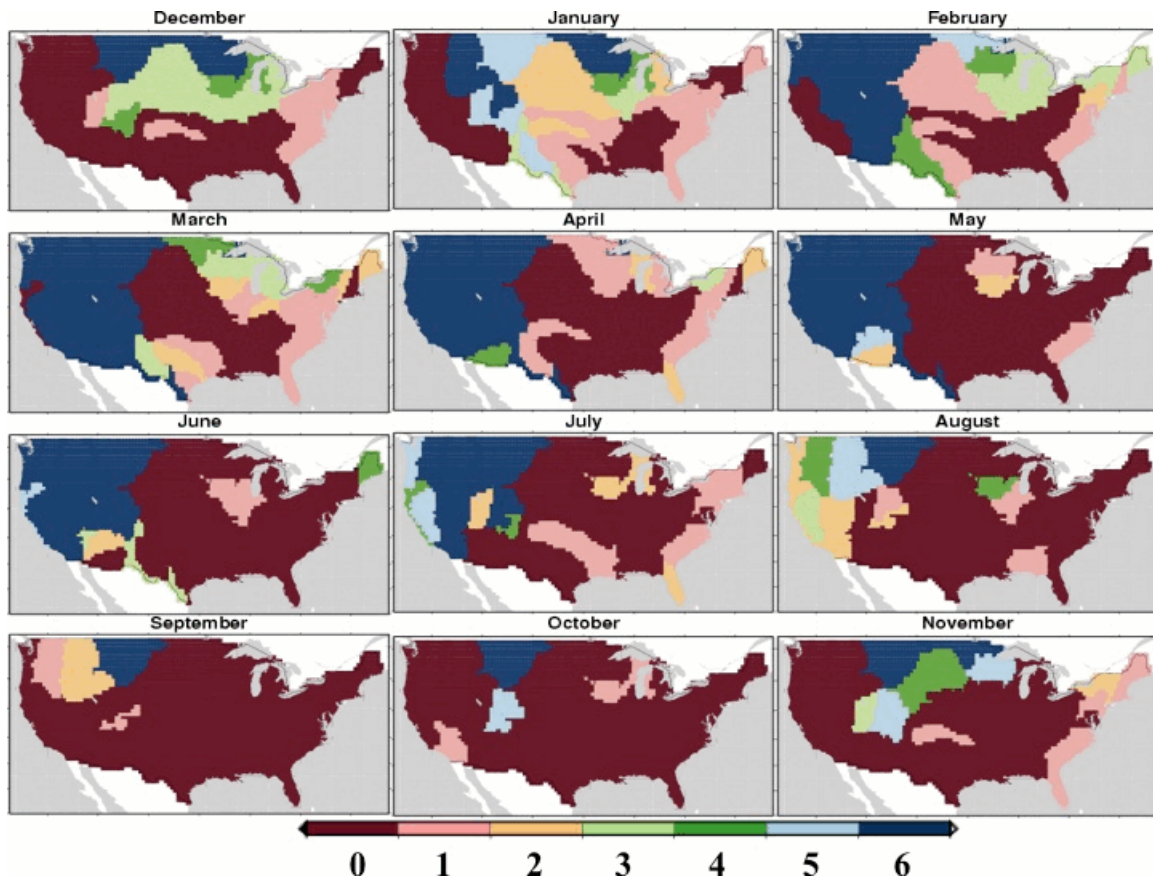 December January February
March April May
June July August
September October November
0 1 2 3 4 5 6